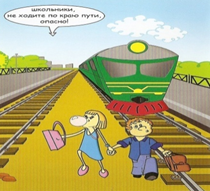 ШКОЛЬНИКИ,
НЕ ХОДИТЕ ПО КРАЮ ПУТИ,
ОПАСНО!